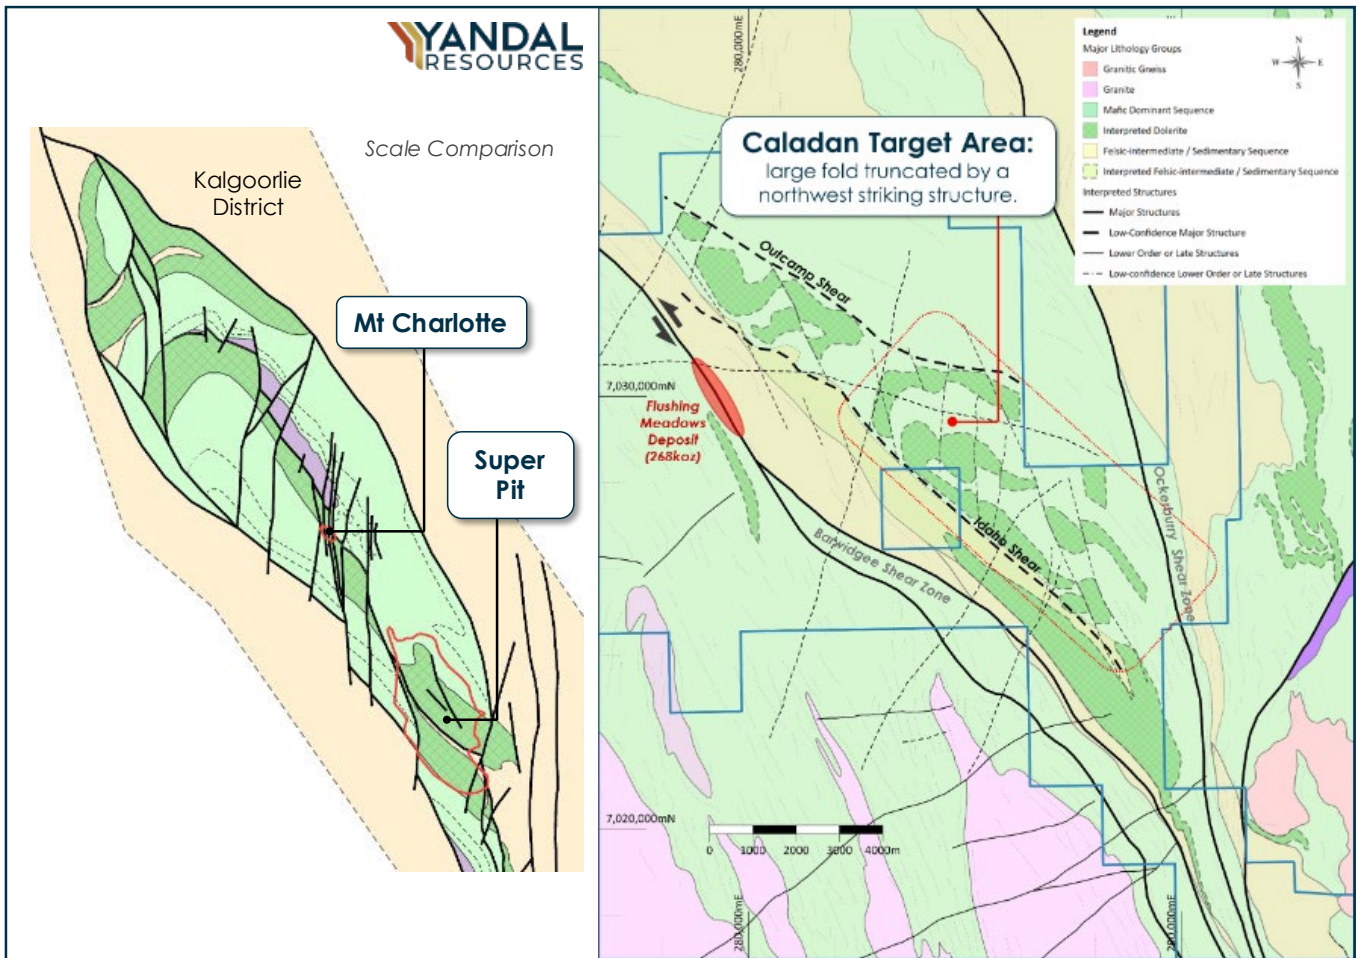 YANDAL
RESOURCES
Scale Comparison
Kalgoorlie
District
Mt Charlotte
Super
Pit
280,000mE
Caladan Target Area:
large fold truncated by a
northwest striking structure.
Legend
Major Lithology Groups
Granitic Gneiss
Granite
Mafic Dominant Sequence
Interpreted Dolerite
Felsic-intermediate / Sedimentary Sequence
Interpreted Felsic-intermediate / Sedimentary Sequence
Interpreted Structures
Major Structures
Low-Confidence Major Structure
Lower Order or Late Structures
Low-confidence Lower Order or Late Structures
N
W E
S
Outcamp Shear
7,030,000mN
Flushing
Meadows
Deposit
(268koz)
Idaho Shear
Barwidgee Shear Zone
Ockerburry Shear Zone
7,020,000mN
0 1000 2000 3000 4000m
280,000mE
280,000mE